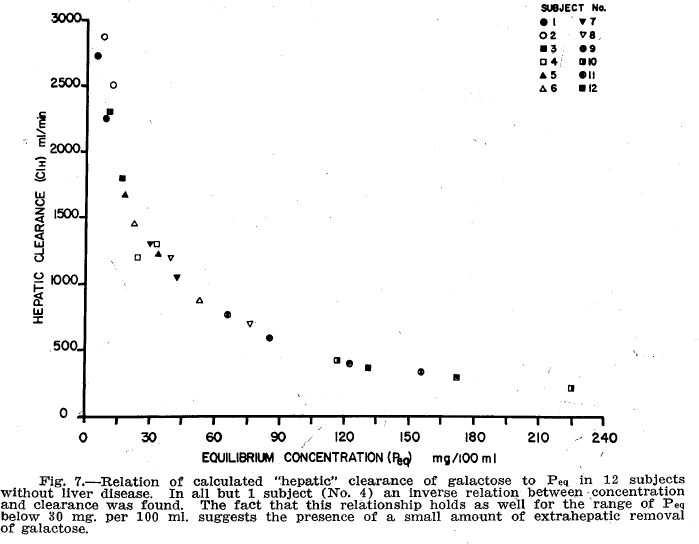 SUBJECT No.
● 1 ▼ 7
○ 2 ▽ 8
■ 3 ● 9
□ 4 ◨ 10
▲ 5 ● 11
△ 6 ■ 12
3000
2500
2000
1500
1000
500
0
HEPATIC CLEARANCE (ClH) ml/min
0 30 60 90 120 150 180 210 240
EQUILIBRIUM CONCENTRATION (Peq) mg/100 ml
Fig. 7.—Relation of calculated "hepatic" clearance of galactose to Peq in 12 subjects
without liver disease. In all but 1 subject (No. 4) an inverse relation between concentration
and clearance was found. The fact that this relationship holds as well for the range of Peq
below 30 mg. per 100 ml. suggests the presence of a small amount of extrahepatic removal
of galactose.